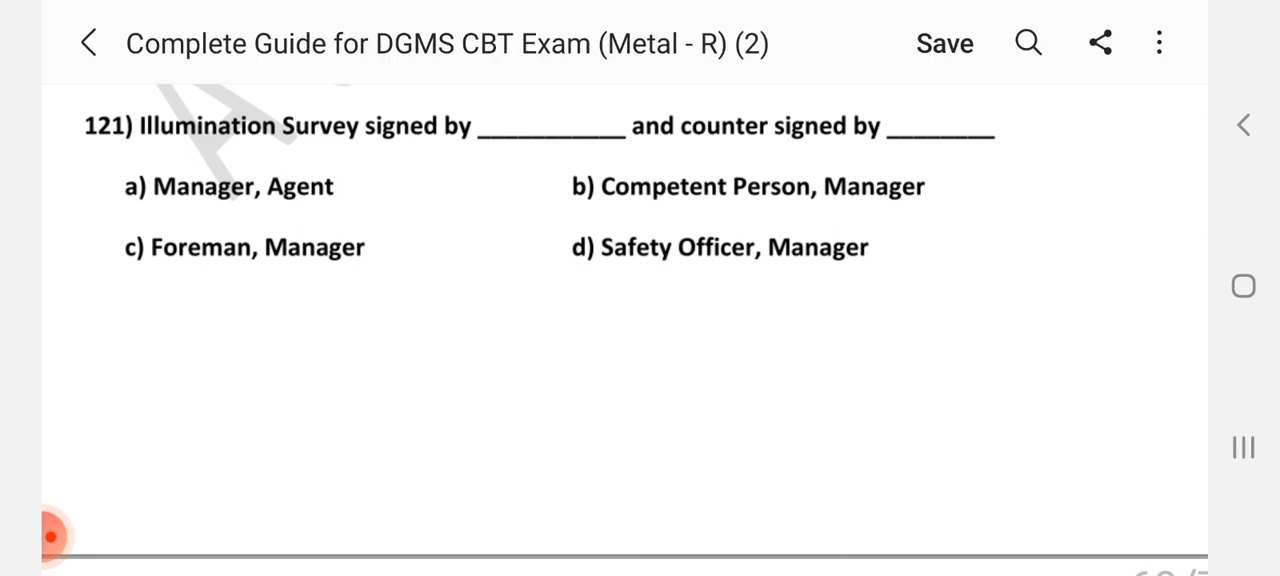 Complete Guide for DGMS CBT Exam (Metal - R) (2) Save
121) Illumination Survey signed by ___________ and counter signed by ________
a) Manager, Agent b) Competent Person, Manager
c) Foreman, Manager d) Safety Officer, Manager